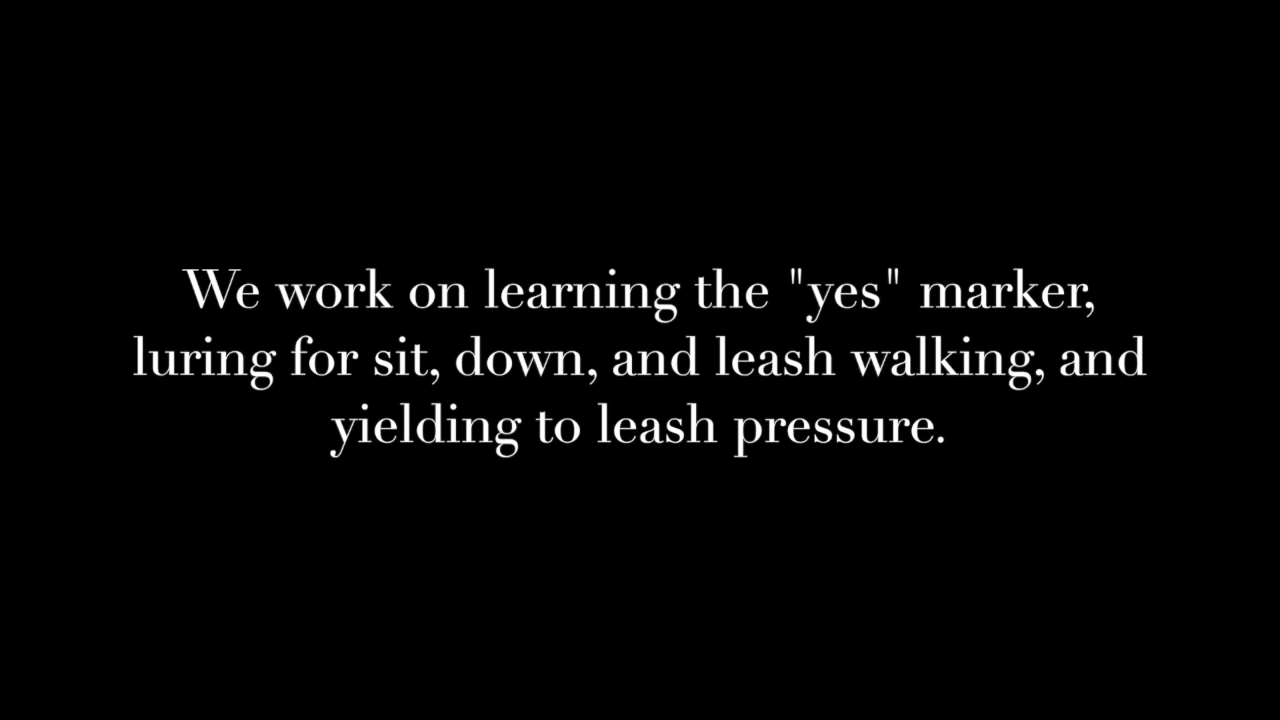 We work on learning the "yes" marker,
luring for sit, down, and leash walking, and
yielding to leash pressure.